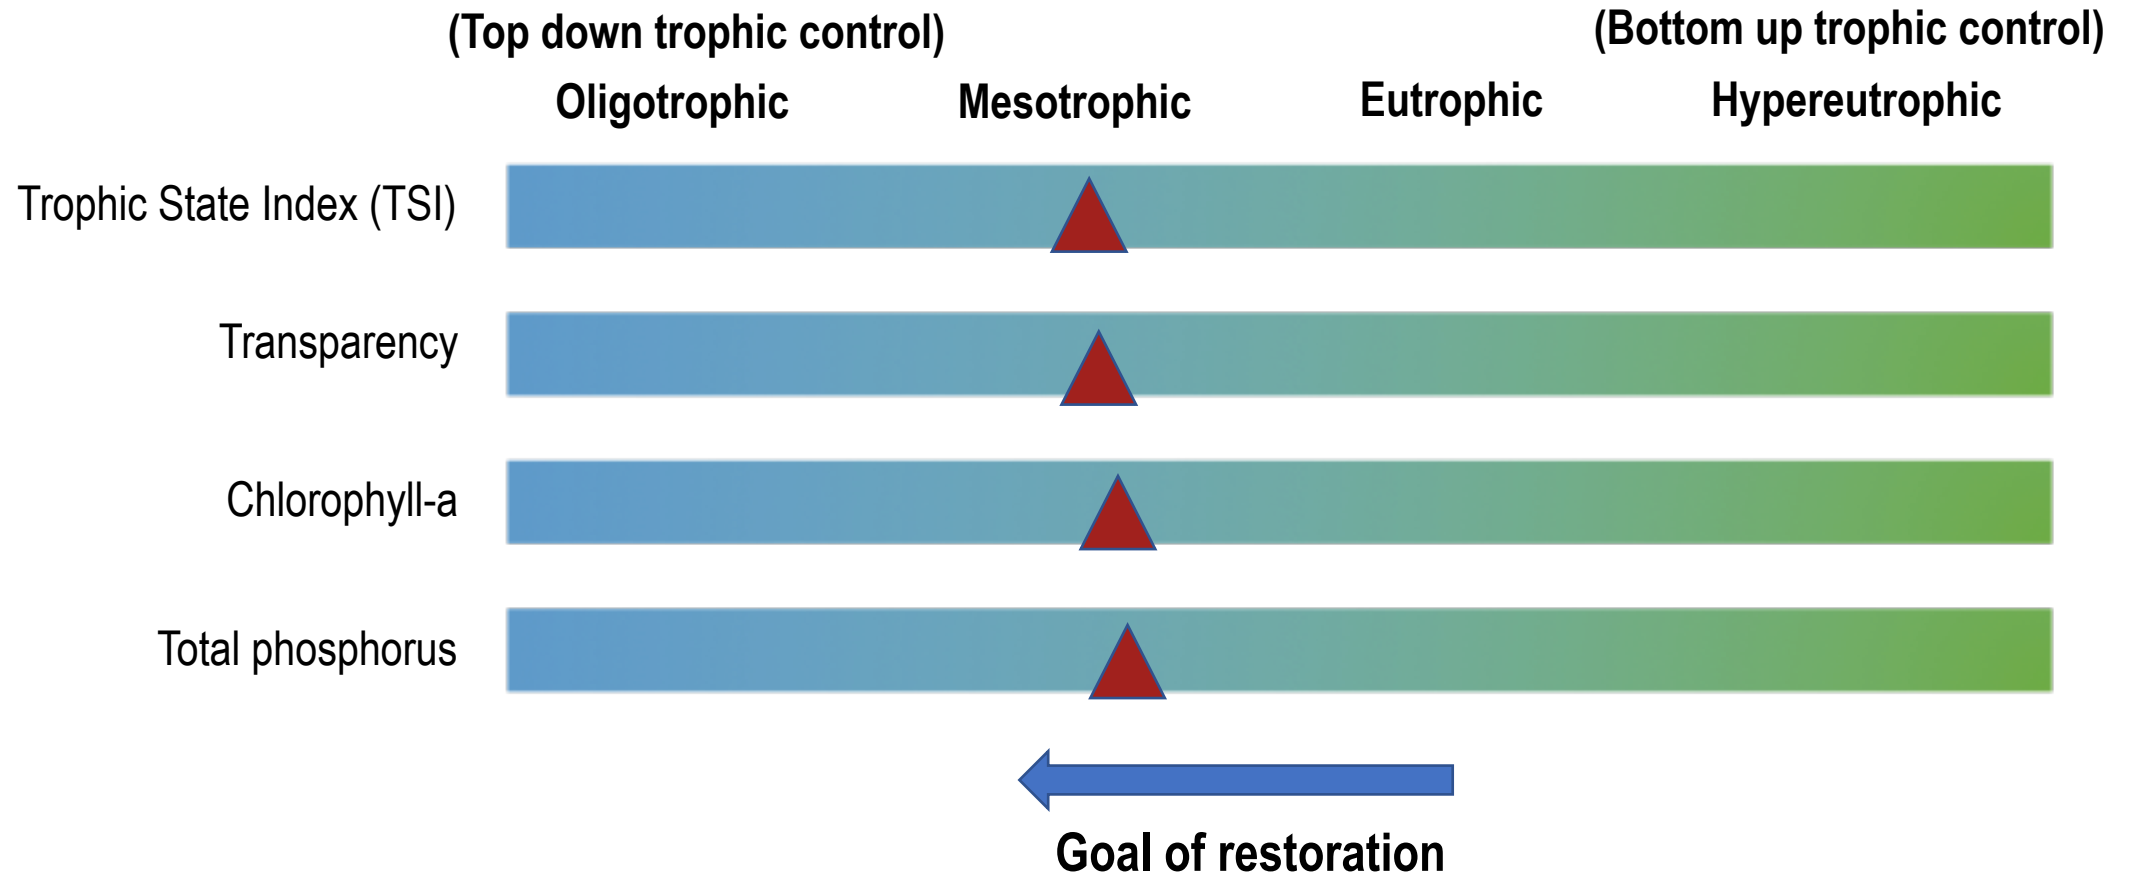 (Top down trophic control) (Bottom up trophic control)
Oligotrophic Mesotrophic Eutrophic Hypereutrophic
Trophic State Index (TSI)
Transparency
Chlorophyll-a
Total phosphorus
Goal of restoration